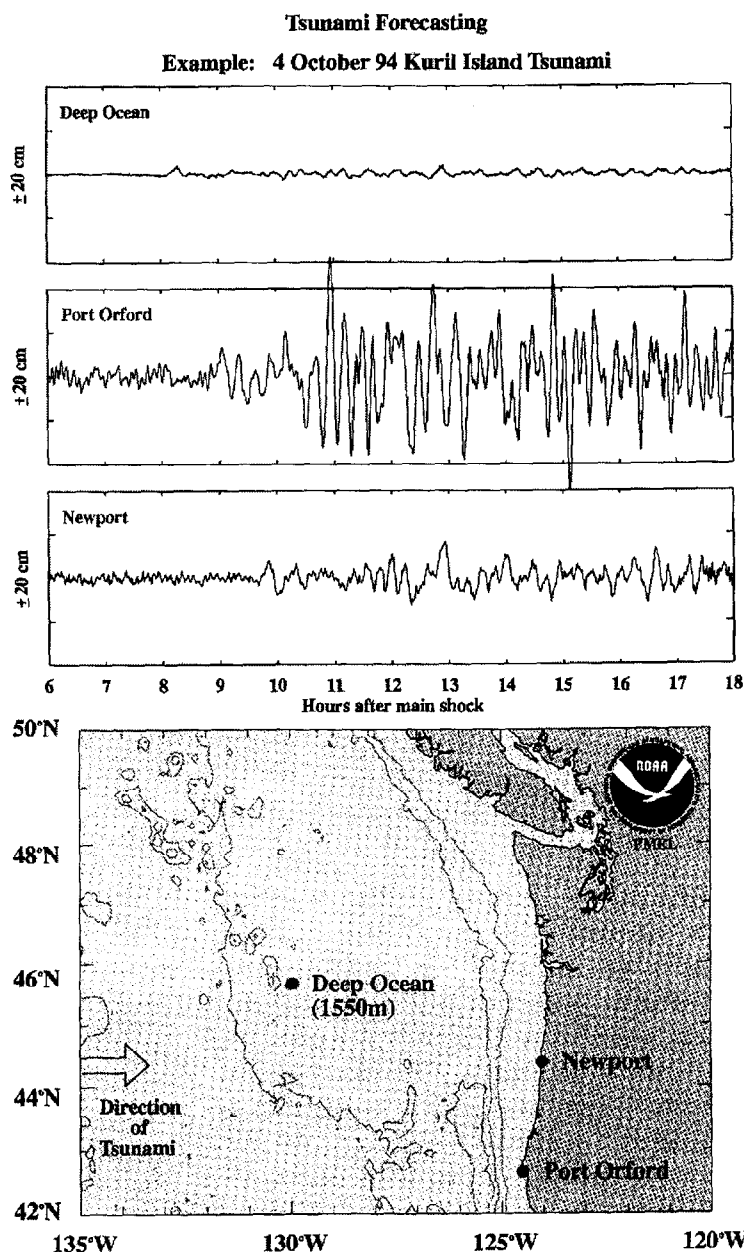 Tsunami Forecasting
Example: 4 October 94 Kuril Island Tsunami
Deep Ocean
± 20 cm
Port Orford
± 20 cm
Newport
± 20 cm
6 7 8 9 10 11 12 13 14 15 16 17 18
Hours after main shock
50°N
48°N
46°N
44°N
42°N
NOAA
PMEL
Deep Ocean
(1550m)
Newport
Direction
of
Tsunami
Port Orford
135°W 130°W 125°W 120°W